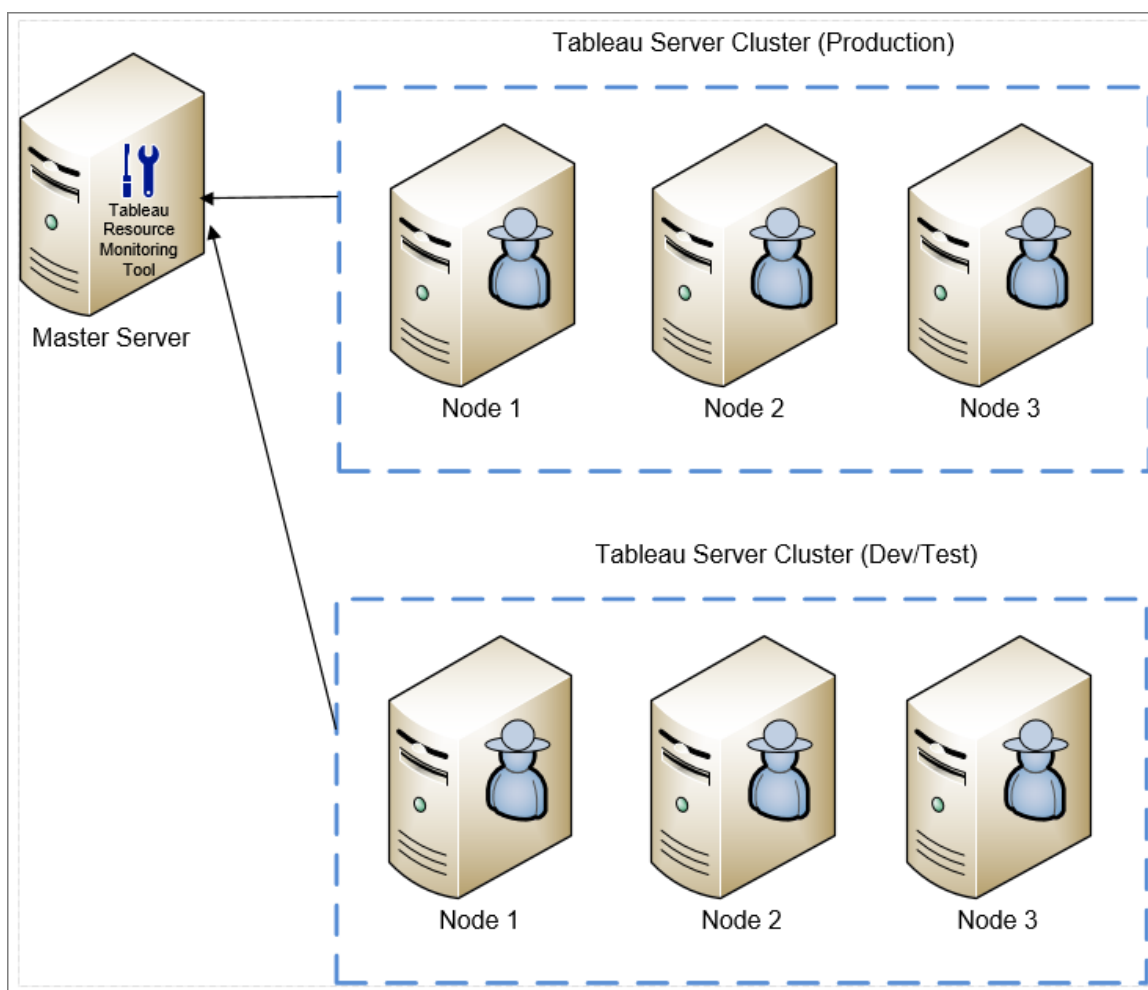 Tableau Server Cluster (Production)
Tableau
Resource
Monitoring
Tool
Master Server
Node 1
Node 2
Node 3
Tableau Server Cluster (Dev/Test)
Node 1
Node 2
Node 3